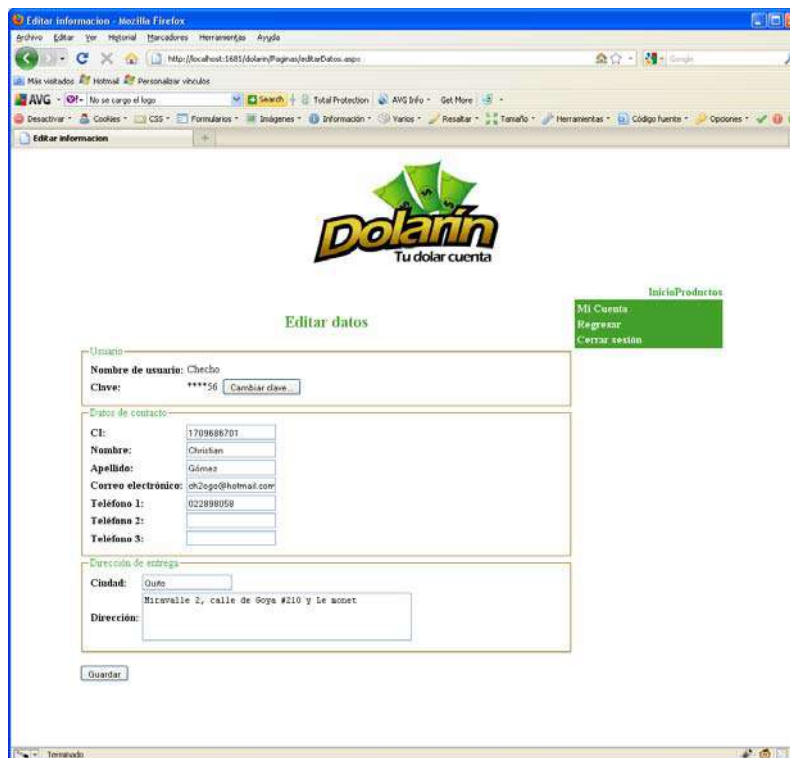 Editar informacion - Mozilla Firefox
Archivo Editar Ver Historial Marcadores Herramientas Ayuda
http://localhost:1681/dolarin/Paginas/editarDatos.aspx Google
Más visitados Hotmail Personalizar vínculos
AVG No se cargo el logo Search Total Protection AVG Info Get More
Desactivar Cookies CSS Formularios Imágenes Información Varios Resaltar Tamaño Herramientas Código fuente Opciones
Editar informacion
Dolarín
Tu dolar cuenta
InicioProductos
Mi Cuenta
Regresar
Cerrar sesión
Editar datos
Usuario
Nombre de usuario: Checho
Clave: ****56 Cambiar clave...
Datos de contacto
CI: 1709686701
Nombre: Christian
Apellido: Gómez
Correo electrónico: ch2ogo@hotmail.com
Teléfono 1: 022898058
Teléfono 2:
Teléfono 3:
Dirección de entrega
Ciudad: Quito
Miravalle 2, calle de Goya #210 y Le monet
Dirección:
Guardar
Terminado